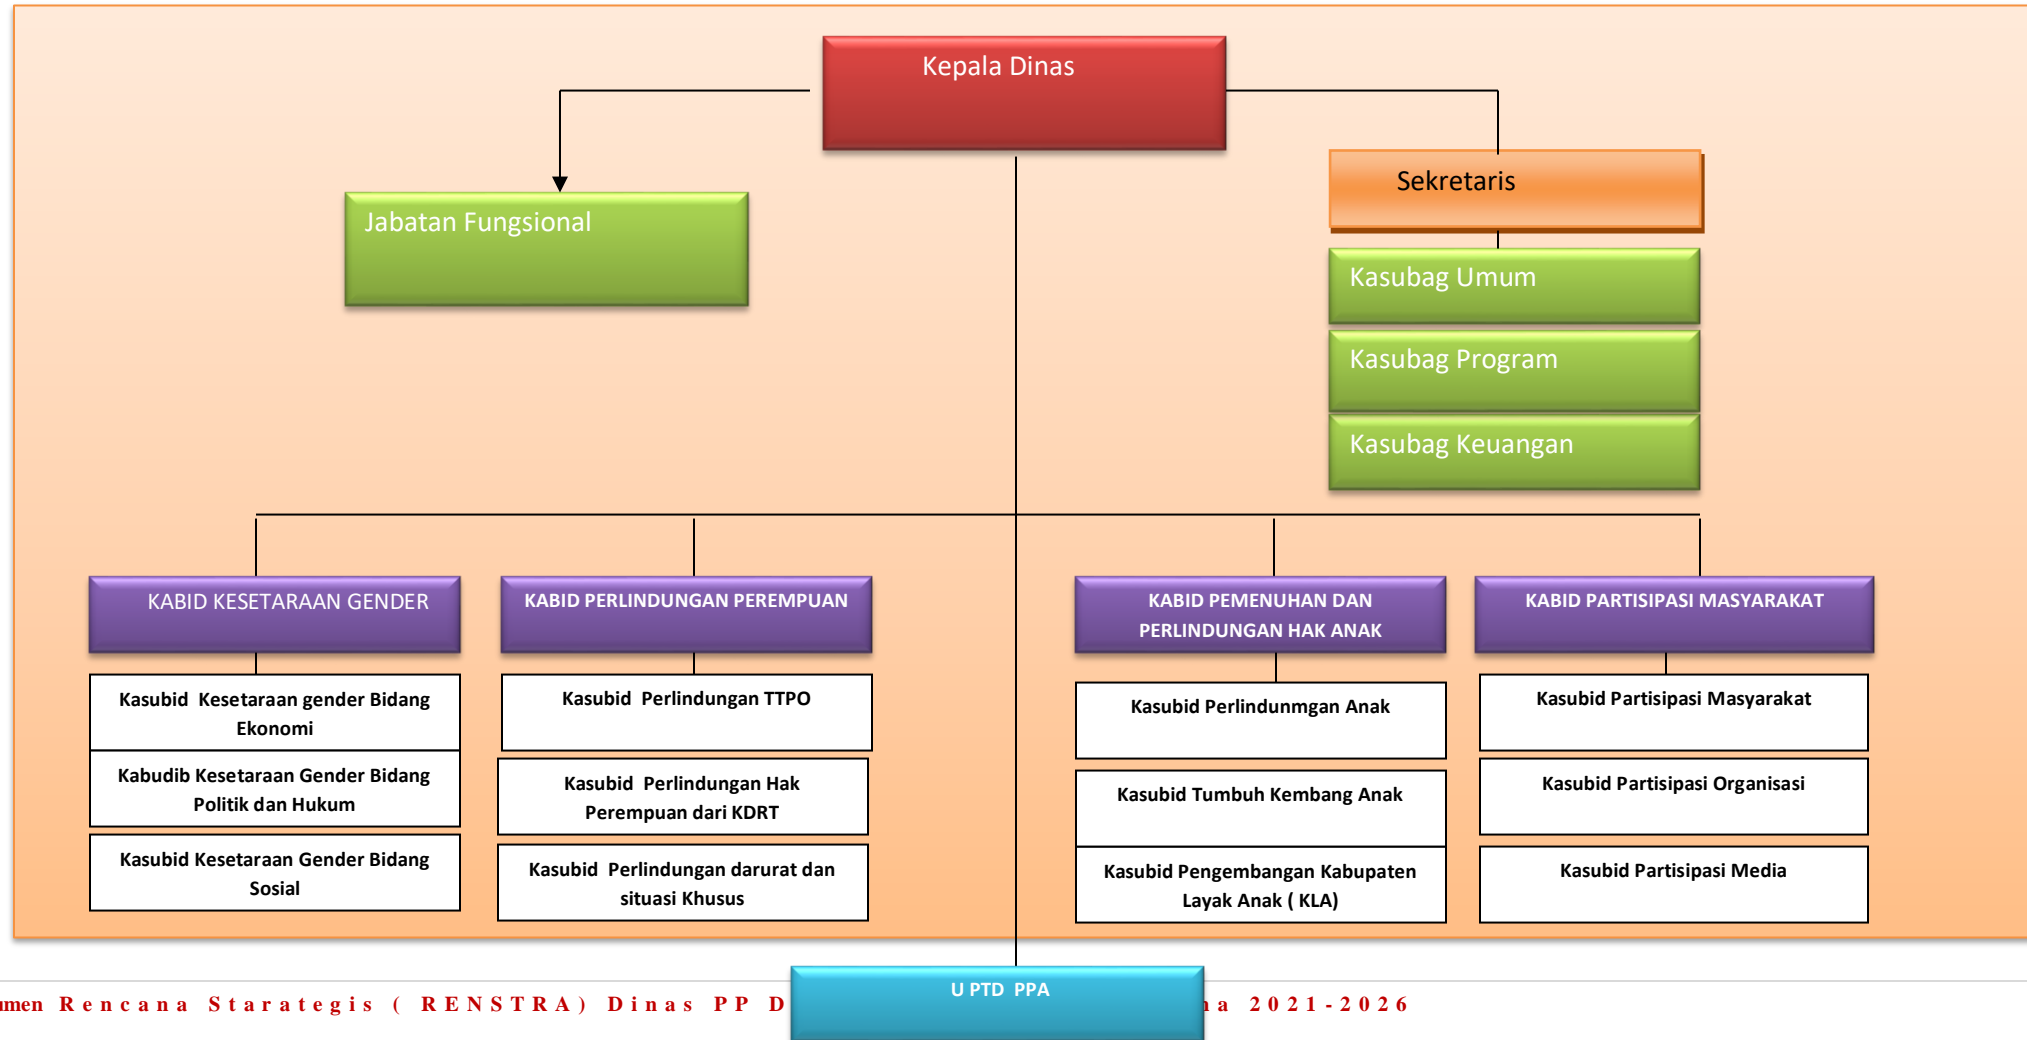 Kepala Dinas
Jabatan Fungsional
Sekretaris
Kasubag Umum
Kasubag Program
Kasubag Keuangan
KABID KESETARAAN GENDER
Kasubid Kesetaraan gender Bidang
Ekonomi
Kabudib Kesetaraan Gender Bidang
Politik dan Hukum
Kasubid Kesetaraan Gender Bidang
Sosial
KABID PERLINDUNGAN PEREMPUAN
Kasubid Perlindungan TTPO
Kasubid Perlindungan Hak
Perempuan dari KDRT
Kasubid Perlindungan darurat dan
situasi Khusus
KABID PEMENUHAN DAN
PERLINDUNGAN HAK ANAK
Kasubid Perlindunmgan Anak
Kasubid Tumbuh Kembang Anak
Kasubid Pengembangan Kabupaten
Layak Anak ( KLA)
KABID PARTISIPASI MASYARAKAT
Kasubid Partisipasi Masyarakat
Kasubid Partisipasi Organisasi
Kasubid Partisipasi Media
U PTD PPA
Rencana Starategis ( RENSTRA) Dinas PP 2021-2026